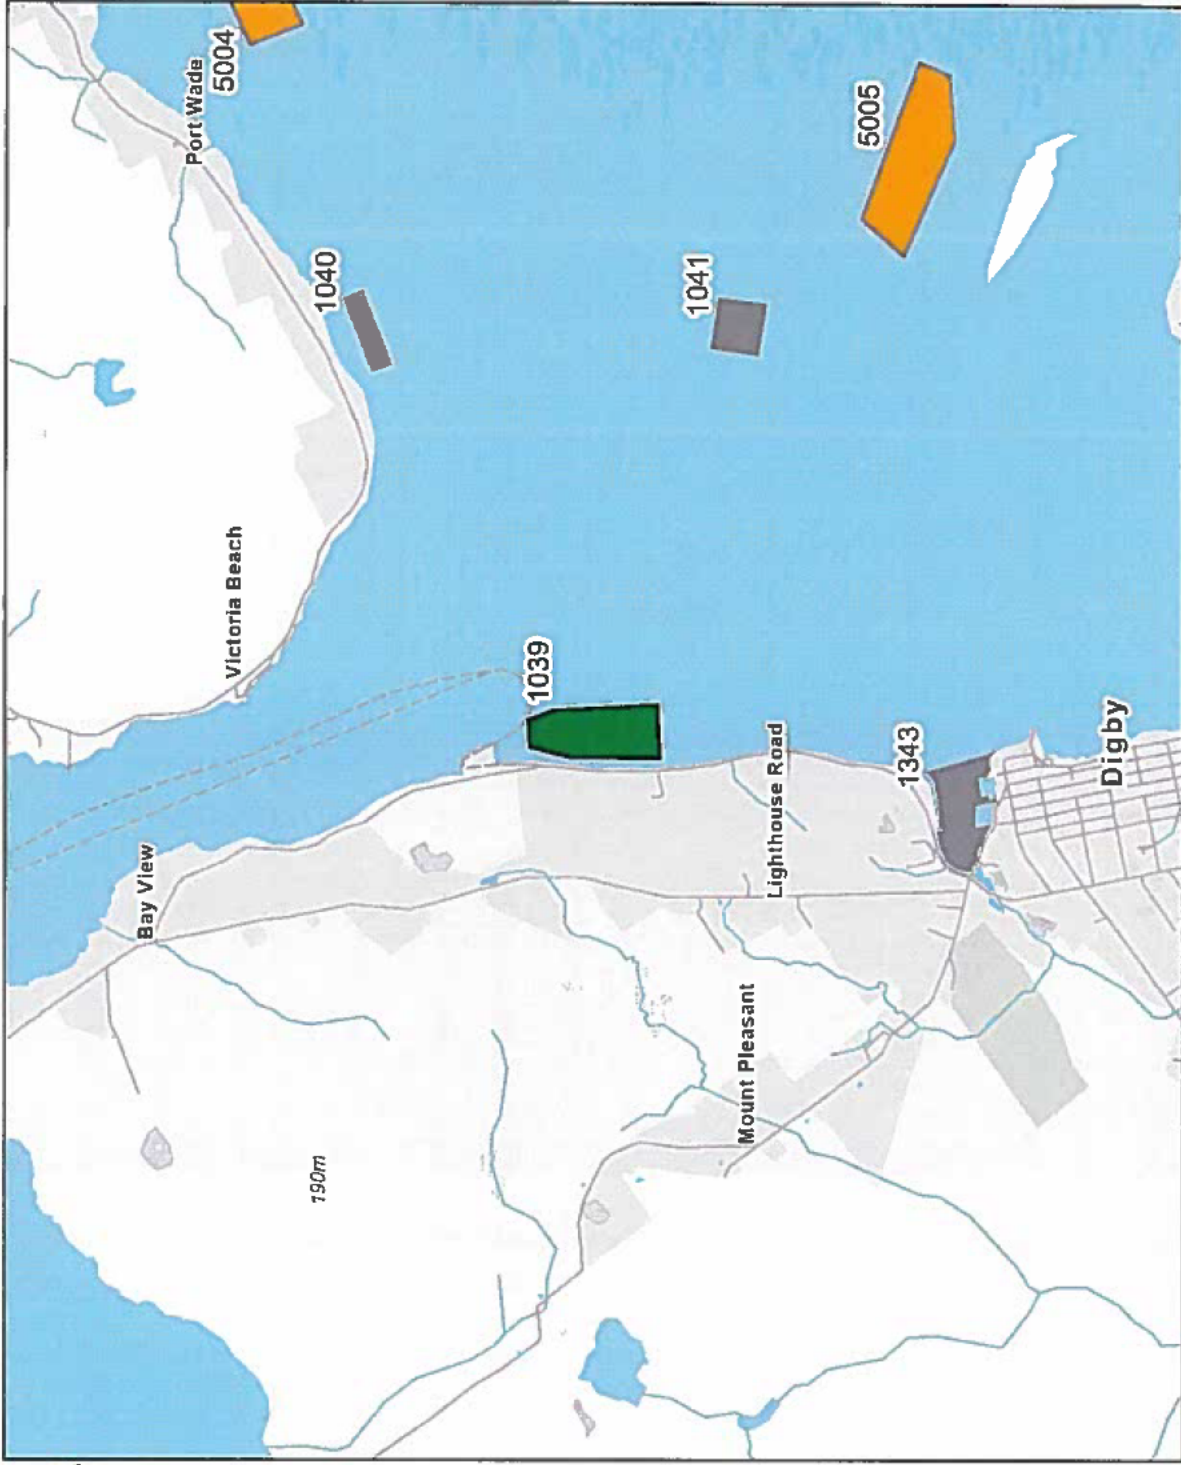 5004
Port Wade
5005
1040
1041
Victoria Beach
1039
1343
Digby
Lighthouse Road
Bay View
Mount Pleasant
190m